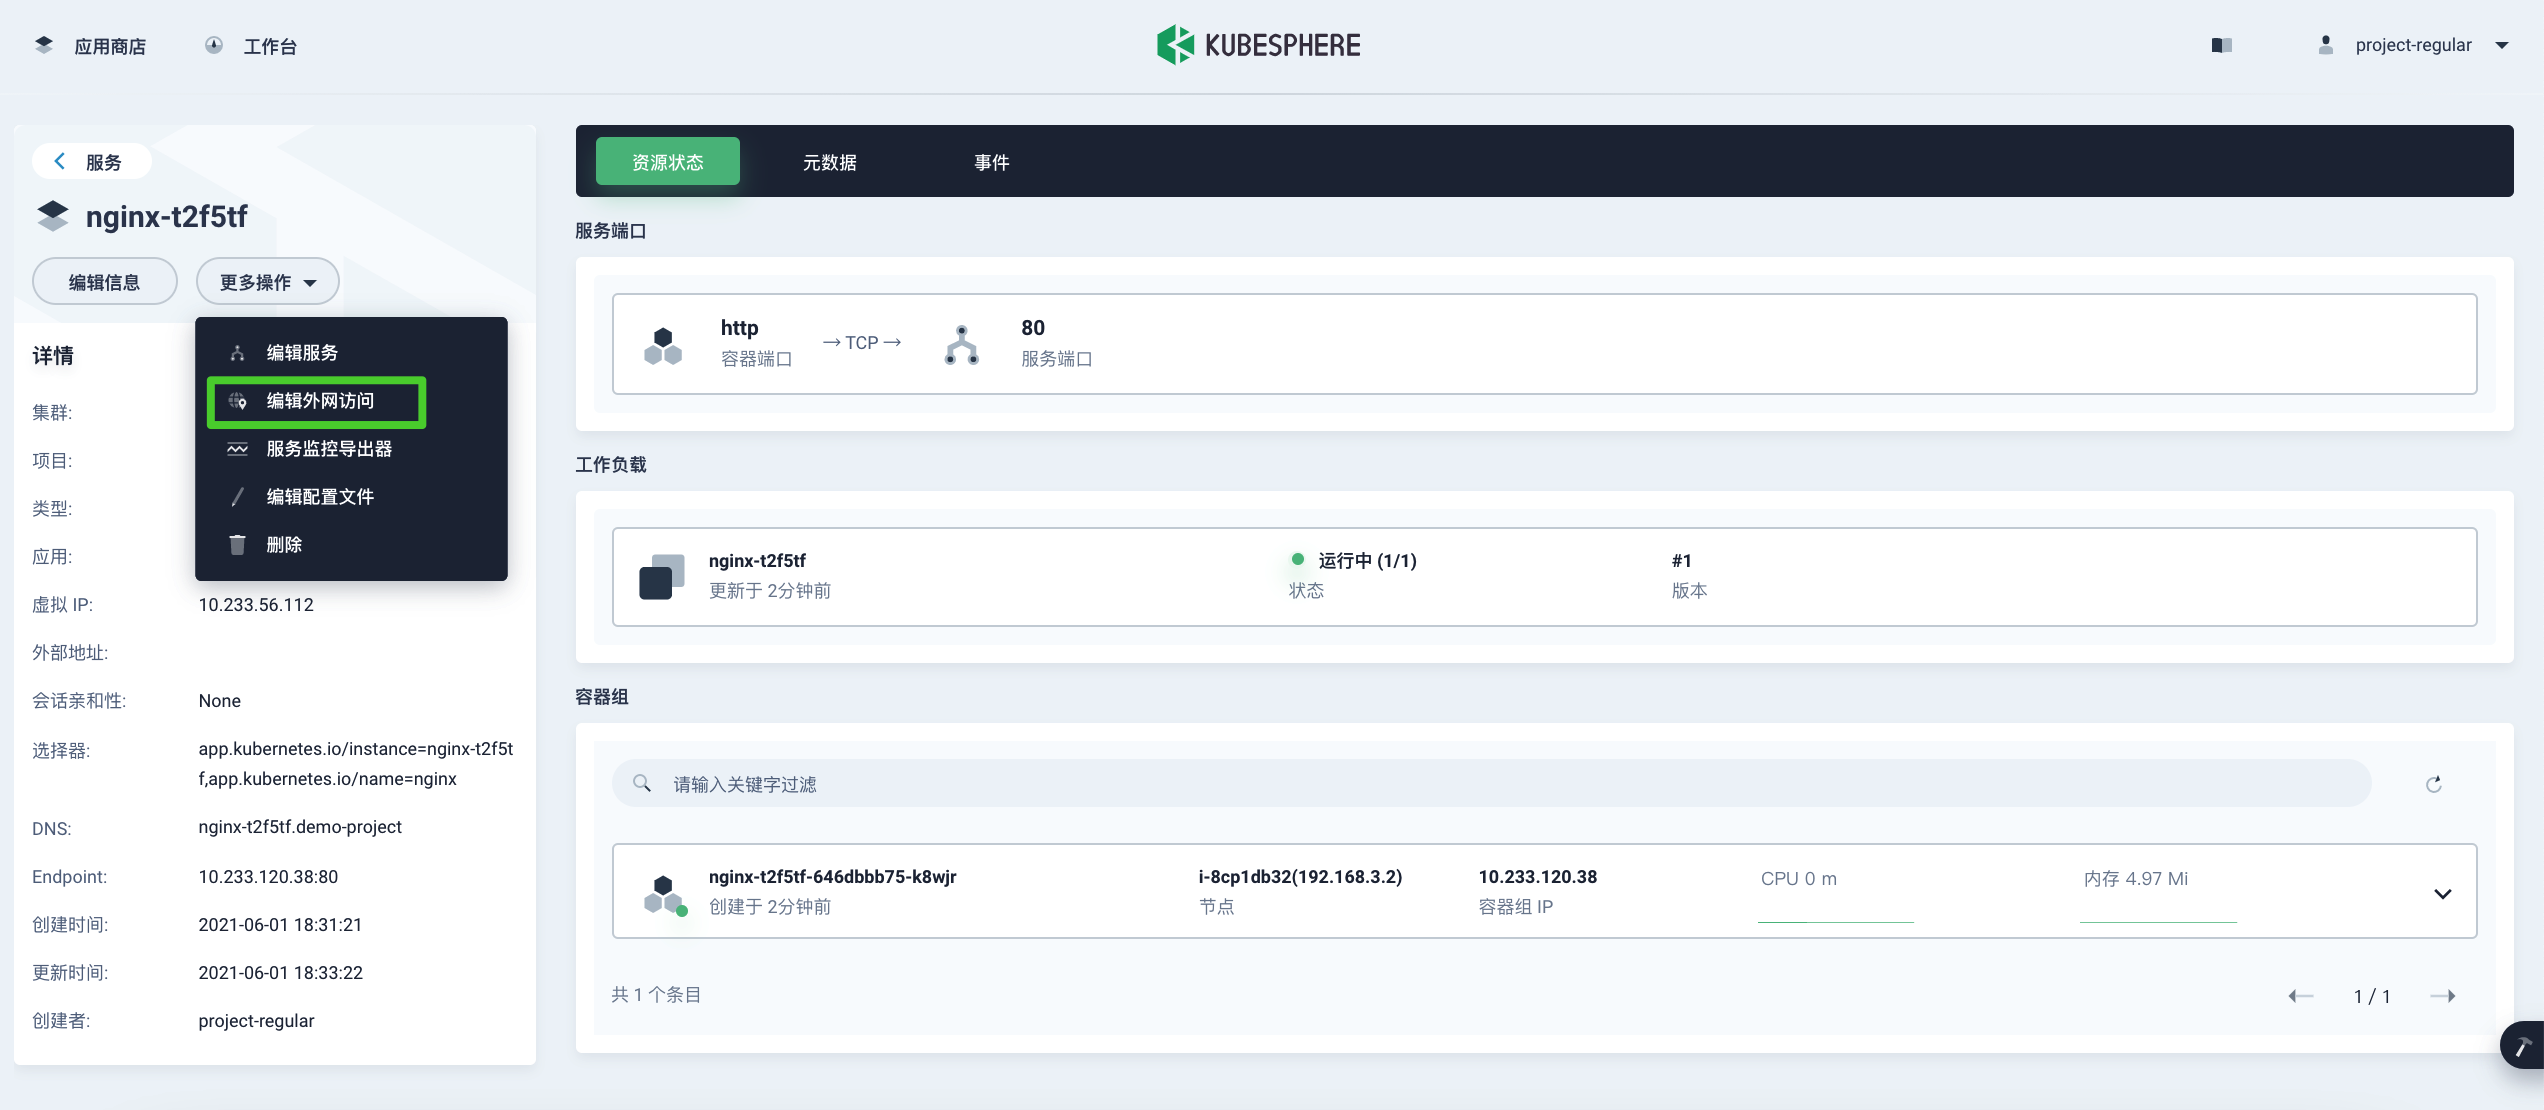 应用商店
工作台
KUBESPHERE
project-regular
服务
nginx-t2f5tf
编辑信息
更多操作
编辑服务
编辑外网访问
服务监控导出器
编辑配置文件
删除
详情
集群:
项目:
类型:
应用:
虚拟 IP: 10.233.56.112
外部地址:
会话亲和性: None
选择器: app.kubernetes.io/instance=nginx-t2f5t
f,app.kubernetes.io/name=nginx
DNS: nginx-t2f5tf.demo-project
Endpoint: 10.233.120.38:80
创建时间: 2021-06-01 18:31:21
更新时间: 2021-06-01 18:33:22
创建者: project-regular
资源状态
元数据
事件
服务端口
http
容器端口
TCP
80
服务端口
工作负载
nginx-t2f5tf
更新于 2分钟前
运行中 (1/1)
状态
#1
版本
容器组
请输入关键字过滤
nginx-t2f5tf-646dbbb75-k8wjr
创建于 2分钟前
i-8cp1db32(192.168.3.2)
节点
10.233.120.38
容器组 IP
CPU 0 m
内存 4.97 Mi
共 1 个条目
1 / 1